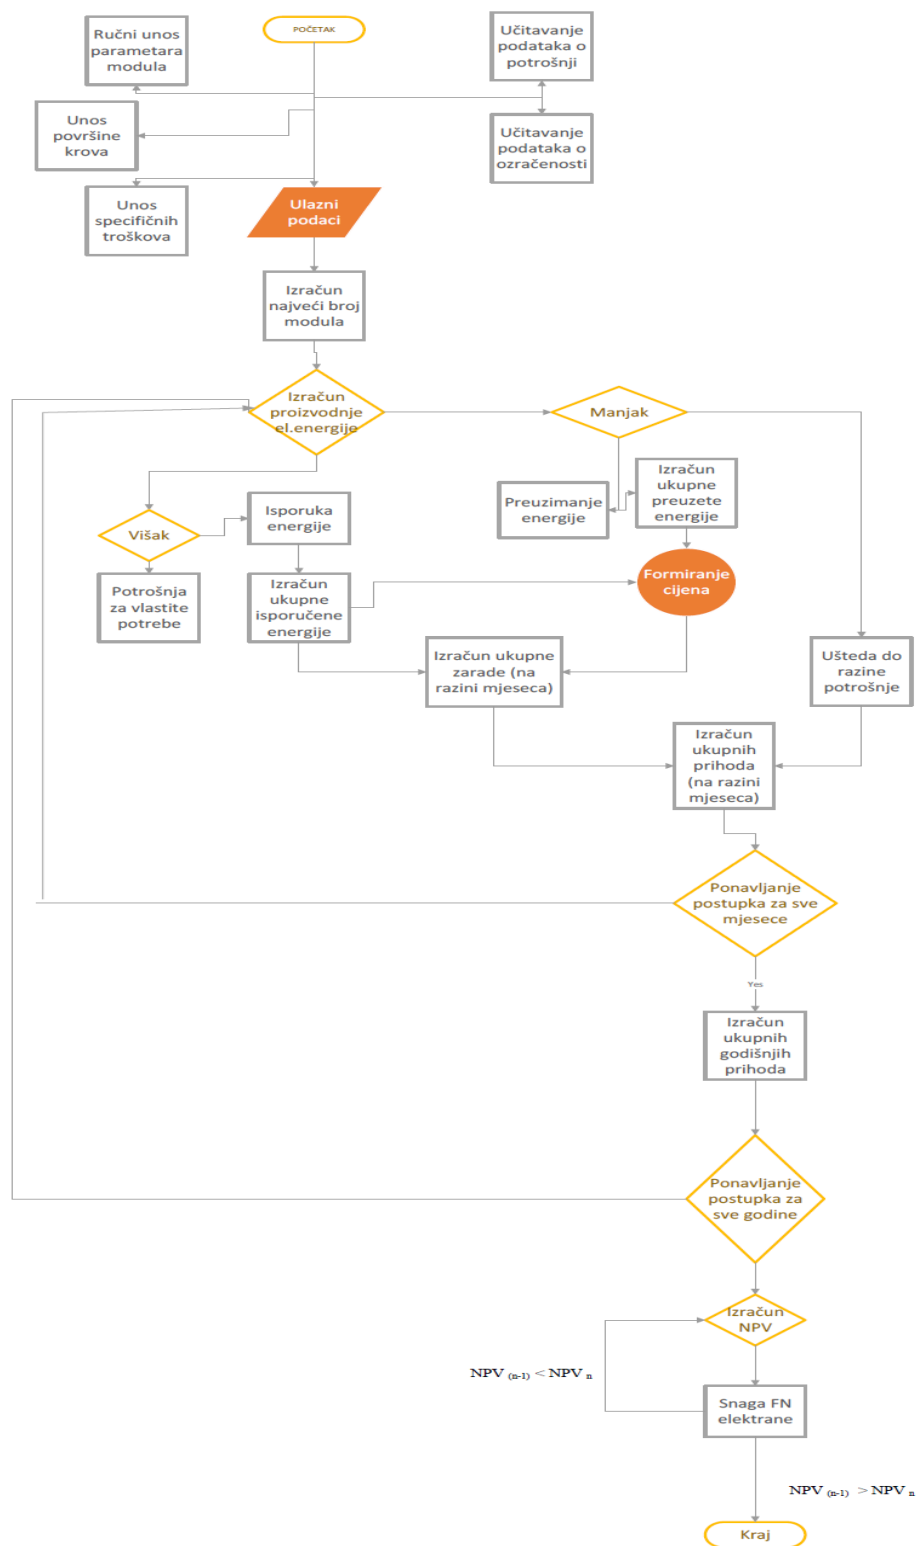 POČETAK
Ručni unos
parametara
modula
Učitavanje
podataka o
potrošnji
Unos
površine
krova
Učitavanje
podataka o
ozračenosti
Unos
specifičnih
troškova
Ulazni
podaci
Izračun
najveći broj
modula
Izračun
proizvodnje
el.energije
Manjak
Preuzimanje
energije
Izračun
ukupne
preuzete
energije
Isporuka
energije
Višak
Potrošnja
za vlastite
potrebe
Izračun
ukupne
isporučene
energije
Formiranje
cijena
Izračun ukupne
zarade (na
razini mjeseca)
Ušteda do
razine
potrošnje
Izračun
ukupnih
prihoda
(na razini
mjeseca)
Ponavljanje
postupka za sve
mjesece
Yes
Izračun
ukupnih
godišnjih
prihoda
Ponavljanje
postupka za
sve godine
Izračun
NPV
NPV (n-1) < NPV n
Snaga FN
elektrane
NPV (n-1) > NPV n
Kraj